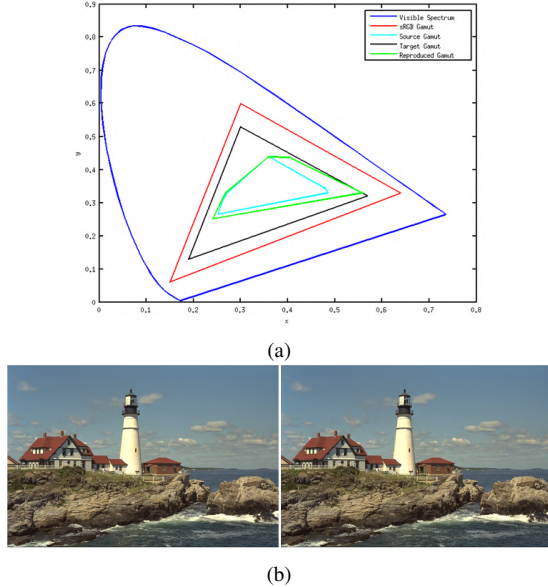 0.9
0.8
0.7
0.6
0.5
0.4
0.3
0.2
0.1
0
y
0 0.1 0.2 0.3 0.4 0.5 0.6 0.7 0.8
x
Visible Spectrum
sRGB Gamut
Source Gamut
Target Gamut
Reproduced Gamut
(a)
(b)